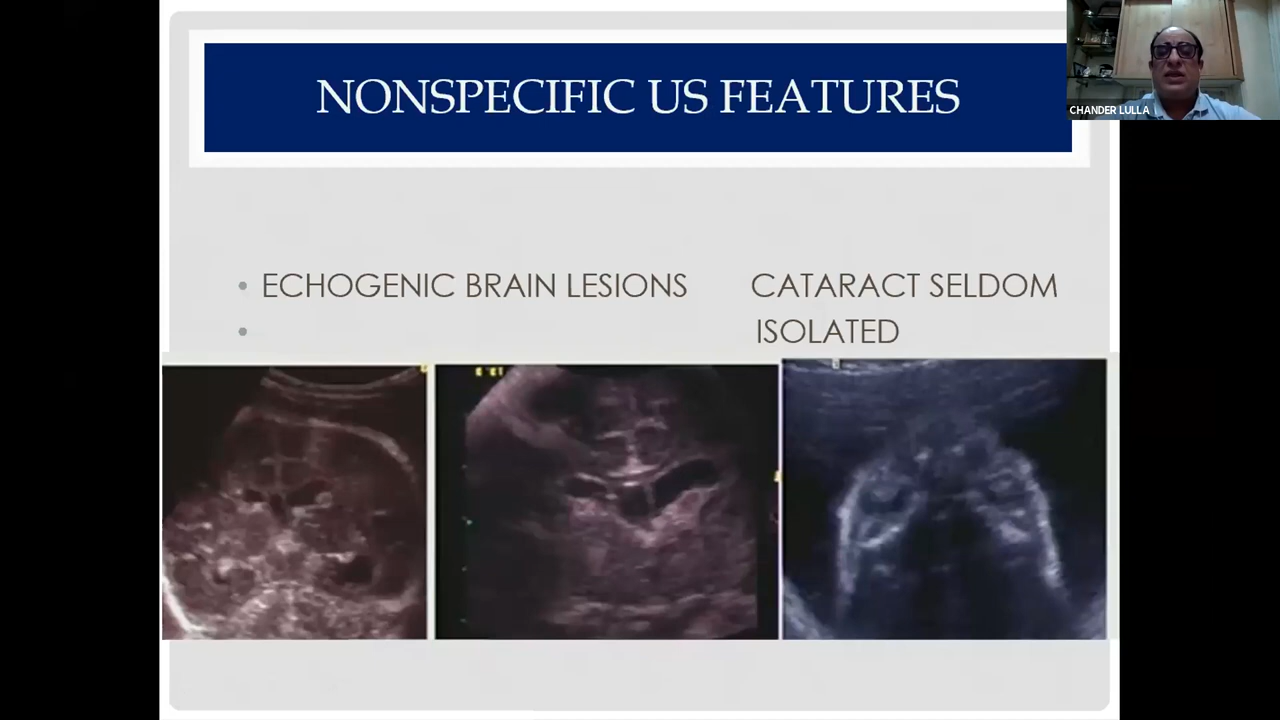 NONSPECIFIC US FEATURES
CHANDER LULLA
• ECHOGENIC BRAIN LESIONS CATARACT SELDOM
• ISOLATED